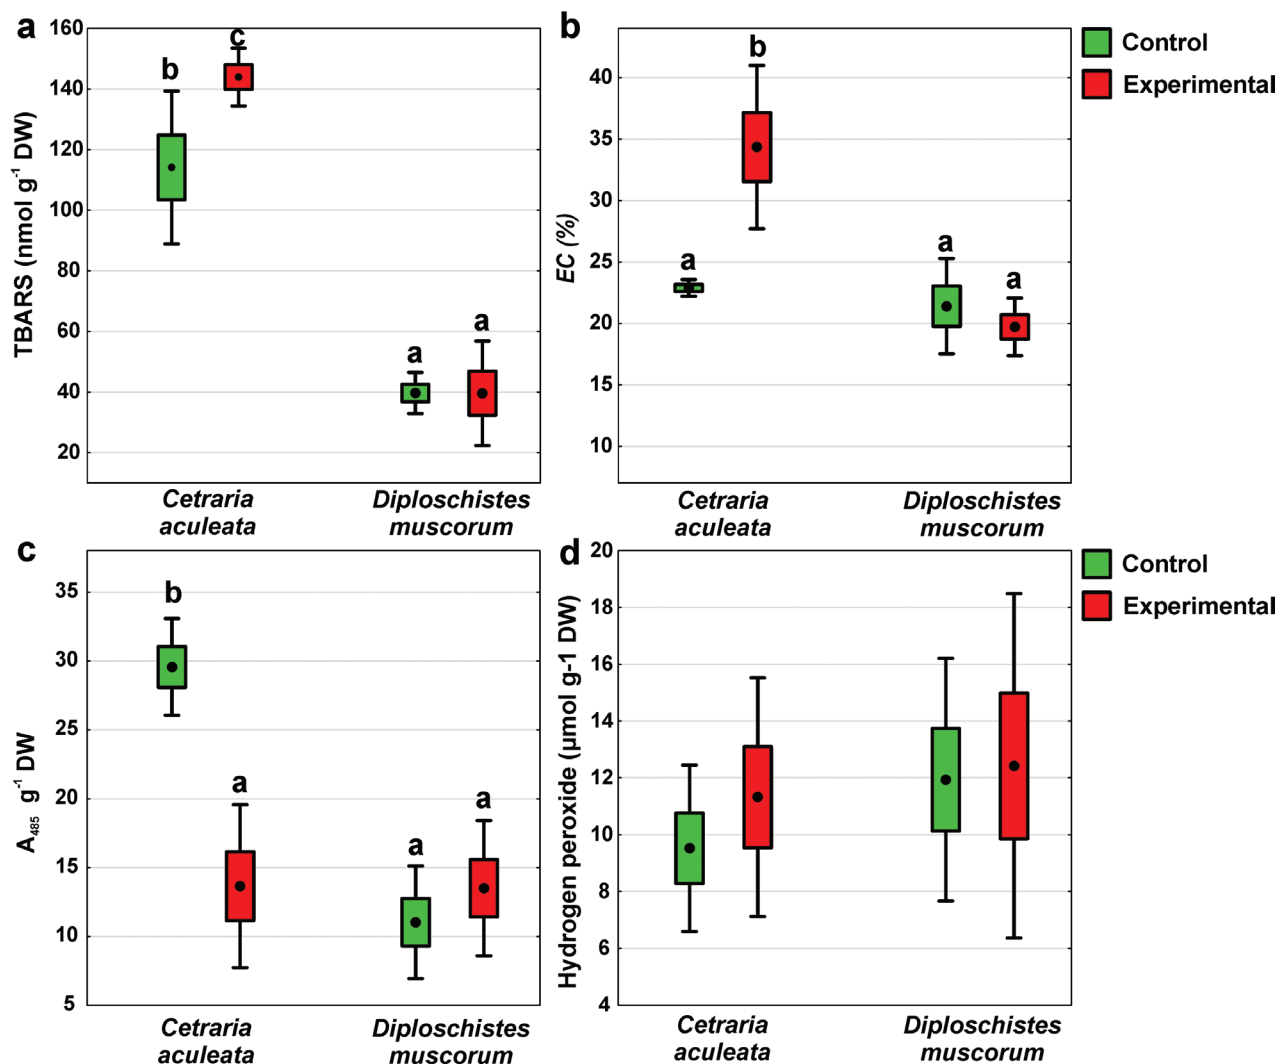 a
160
140
120
100
80
60
40
20
TBARS (nmol g⁻¹ DW)
b
c
a
a
Cetraria
aculeata
Diploschistes
muscorum
b
40
35
30
25
20
15
10
EC (%)
a
b
a
a
Cetraria
aculeata
Diploschistes
muscorum
Control
Experimental
c
35
30
25
20
15
10
5
A₄₈₅ g⁻¹ DW
b
a
a
a
Cetraria
aculeata
Diploschistes
muscorum
d
20
18
16
14
12
10
8
6
4
Hydrogen peroxide (µmol g-1 DW)
Cetraria
aculeata
Diploschistes
muscorum
Control
Experimental